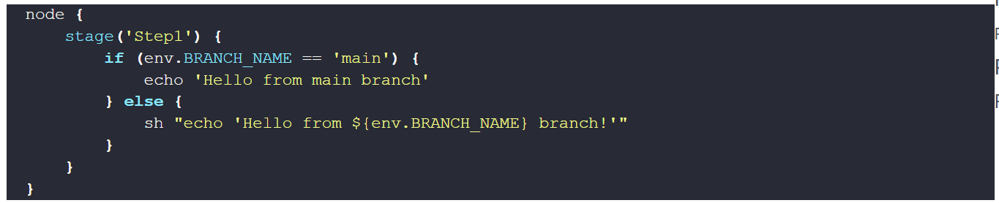 node {
    stage('Step1') {
        if (env.BRANCH_NAME == 'main') {
            echo 'Hello from main branch'
        } else {
            sh "echo 'Hello from ${env.BRANCH_NAME} branch!'"
        }
    }
}